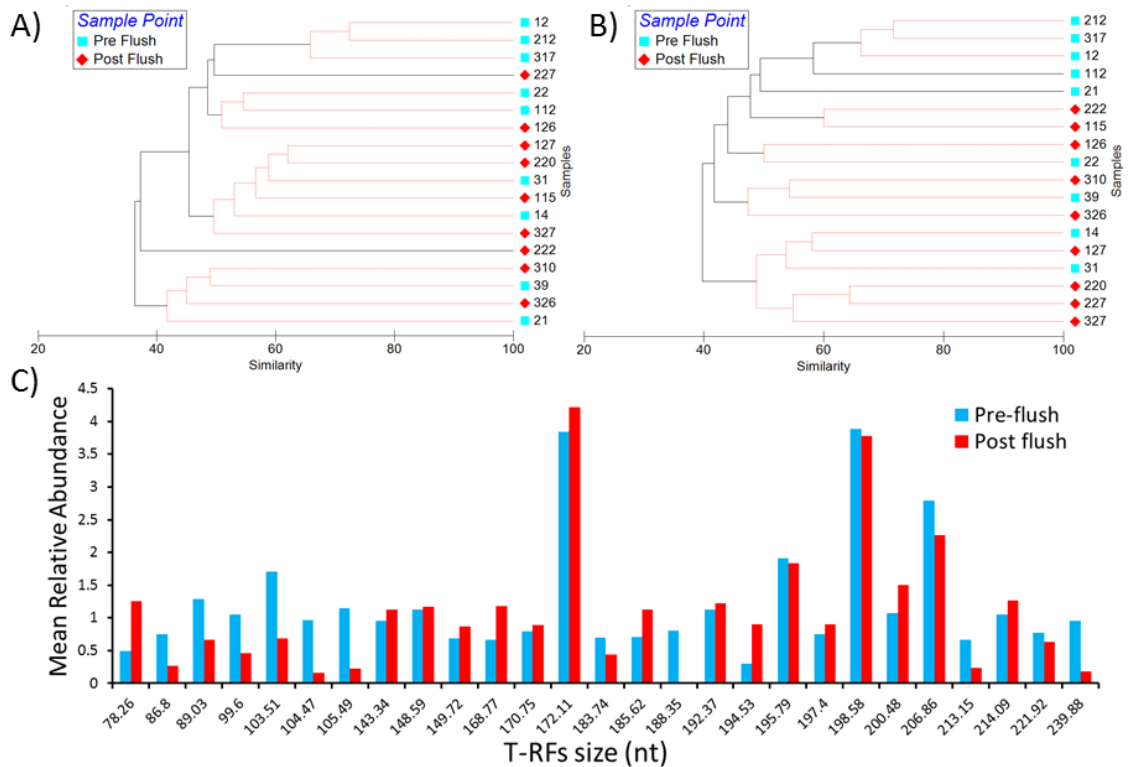 A)
Sample Point
Pre Flush
Post Flush
12
212
317
227
22
112
126
127
220
31
115
14
327
222
310
39
326
21
Samples
20 40 60 80 100
Similarity
B)
Sample Point
Pre Flush
Post Flush
212
317
12
112
21
222
115
126
22
310
39
326
14
127
31
220
227
327
Samples
20 40 60 80 100
Similarity
C)
Mean Relative Abundance
4.5
4
3.5
3
2.5
2
1.5
1
0.5
0
Pre-flush
Post flush
78.26 86.8 89.03 99.6 103.51 104.47 105.49 143.34 148.59 149.72 168.77 170.75 172.11 183.74 185.62 188.35 192.37 194.53 195.79 197.4 198.58 200.48 206.86 213.15 214.09 221.92 239.88
T-RFs size (nt)